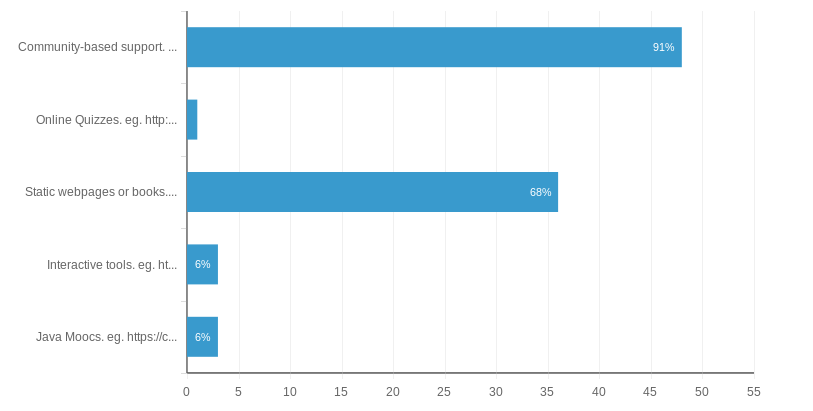 Community-based support. ...
91%
Online Quizzes. eg. http:...
Static webpages or books....
68%
Interactive tools. eg. ht...
6%
Java Moocs. eg. https://c...
6%
0 5 10 15 20 25 30 35 40 45 50 55